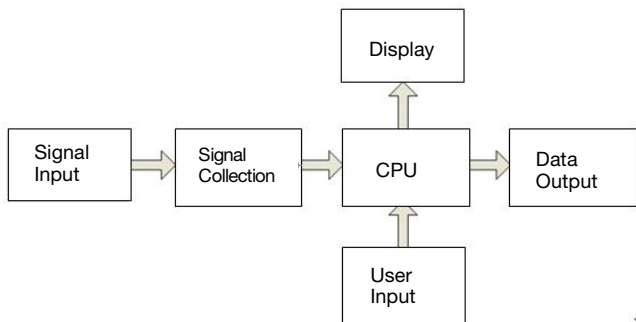 Display
Signal
Input
Signal
Collection
CPU
Data
Output
User
Input